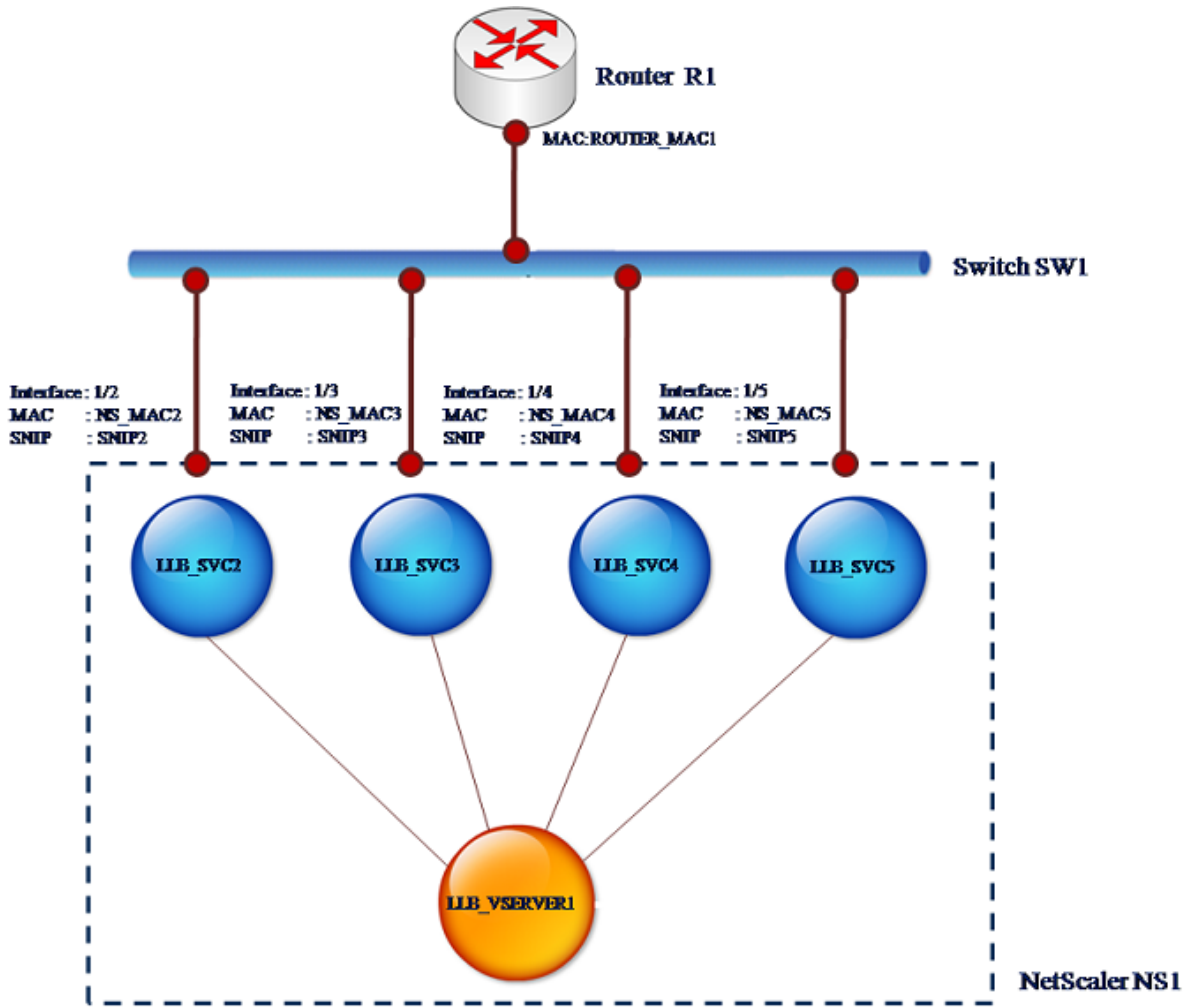 Router R1
MAC:ROUTER_MAC1
Switch SW1
Interface: 1/2
MAC : NS_MAC2
SNIP : SNIP2
Interface: 1/3
MAC : NS_MAC3
SNIP : SNIP3
Interface: 1/4
MAC : NS_MAC4
SNIP : SNIP4
Interface: 1/5
MAC : NS_MAC5
SNIP : SNIP5
LLB_SVC2
LLB_SVC3
LLB_SVC4
LLB_SVC5
LLB_VSERVER1
NetScaler NS1